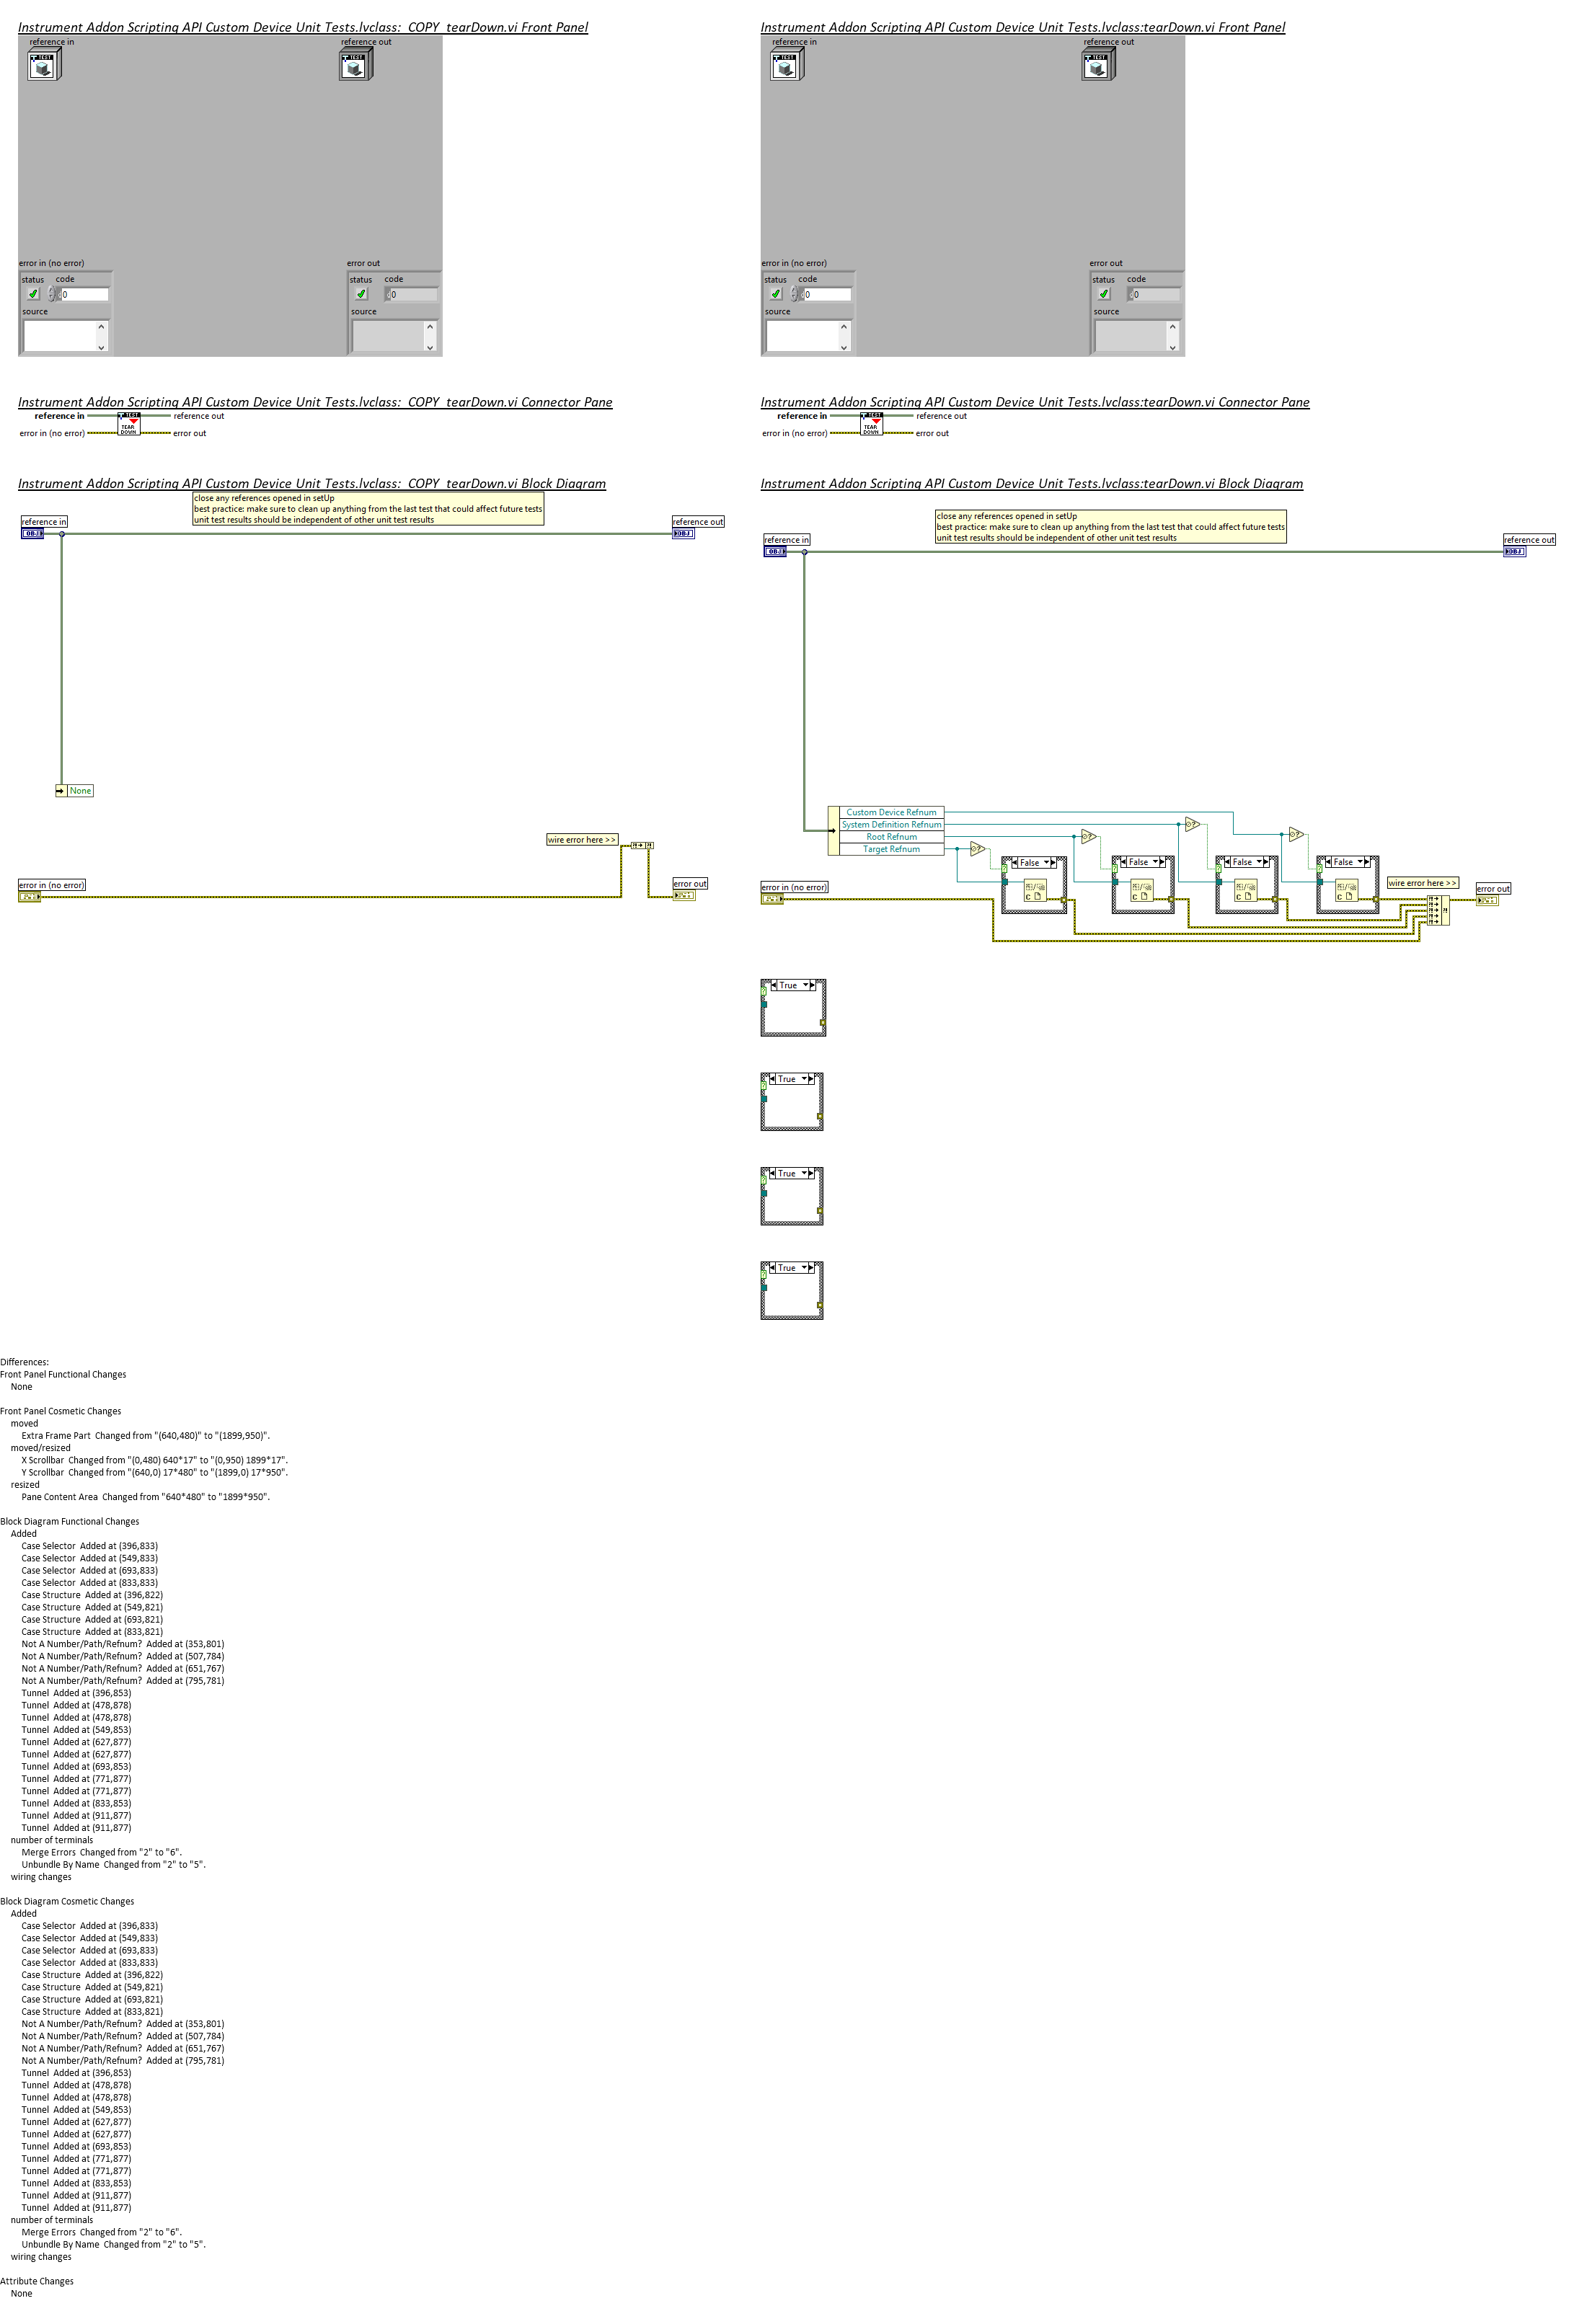 Instrument Addon Scripting API Custom Device Unit Tests.lvclass:  COPY  tearDown.vi Front Panel
reference in
reference out
TEST
TEST
error in (no error)
error out
status code
status code
0
0
source
source
Instrument Addon Scripting API Custom Device Unit Tests.lvclass:tearDown.vi Front Panel
reference in
reference out
TEST
TEST
error in (no error)
error out
status code
status code
0
0
source
source
Instrument Addon Scripting API Custom Device Unit Tests.lvclass:  COPY  tearDown.vi Connector Pane
reference in
reference out
TEST
TEAR
DOWN
error in (no error)
error out
Instrument Addon Scripting API Custom Device Unit Tests.lvclass:tearDown.vi Connector Pane
reference in
reference out
TEST
TEAR
DOWN
error in (no error)
error out
Instrument Addon Scripting API Custom Device Unit Tests.lvclass:  COPY  tearDown.vi Block Diagram
close any references opened in setUp
best practice: make sure to clean up anything from the last test that could affect future tests
unit test results should be independent of other unit test results
reference in
OBJ
reference out
OBJ
None
wire error here >>
error in (no error)
error out
Instrument Addon Scripting API Custom Device Unit Tests.lvclass:tearDown.vi Block Diagram
close any references opened in setUp
best practice: make sure to clean up anything from the last test that could affect future tests
unit test results should be independent of other unit test results
reference in
OBJ
reference out
OBJ
Custom Device Refnum
System Definition Refnum
Root Refnum
Target Refnum
False
False
False
False
C
C
C
C
wire error here >>
error in (no error)
error out
True
True
True
True
Differences:
Front Panel Functional Changes
None
Front Panel Cosmetic Changes
moved
Extra Frame Part  Changed from "(640,480)" to "(1899,950)".
moved/resized
X Scrollbar  Changed from "(0,480) 640*17" to "(0,950) 1899*17".
Y Scrollbar  Changed from "(640,0) 17*480" to "(1899,0) 17*950".
resized
Pane Content Area  Changed from "640*480" to "1899*950".
Block Diagram Functional Changes
Added
Case Selector  Added at (396,833)
Case Selector  Added at (549,833)
Case Selector  Added at (693,833)
Case Selector  Added at (833,833)
Case Structure  Added at (396,822)
Case Structure  Added at (549,821)
Case Structure  Added at (693,821)
Case Structure  Added at (833,821)
Not A Number/Path/Refnum?  Added at (353,801)
Not A Number/Path/Refnum?  Added at (507,784)
Not A Number/Path/Refnum?  Added at (651,767)
Not A Number/Path/Refnum?  Added at (795,781)
Tunnel  Added at (396,853)
Tunnel  Added at (478,878)
Tunnel  Added at (478,878)
Tunnel  Added at (549,853)
Tunnel  Added at (627,877)
Tunnel  Added at (627,877)
Tunnel  Added at (693,853)
Tunnel  Added at (771,877)
Tunnel  Added at (771,877)
Tunnel  Added at (833,853)
Tunnel  Added at (911,877)
Tunnel  Added at (911,877)
number of terminals
Merge Errors  Changed from "2" to "6".
Unbundle By Name  Changed from "2" to "5".
wiring changes
Block Diagram Cosmetic Changes
Added
Case Selector  Added at (396,833)
Case Selector  Added at (549,833)
Case Selector  Added at (693,833)
Case Selector  Added at (833,833)
Case Structure  Added at (396,822)
Case Structure  Added at (549,821)
Case Structure  Added at (693,821)
Case Structure  Added at (833,821)
Not A Number/Path/Refnum?  Added at (353,801)
Not A Number/Path/Refnum?  Added at (507,784)
Not A Number/Path/Refnum?  Added at (651,767)
Not A Number/Path/Refnum?  Added at (795,781)
Tunnel  Added at (396,853)
Tunnel  Added at (478,878)
Tunnel  Added at (478,878)
Tunnel  Added at (549,853)
Tunnel  Added at (627,877)
Tunnel  Added at (627,877)
Tunnel  Added at (693,853)
Tunnel  Added at (771,877)
Tunnel  Added at (771,877)
Tunnel  Added at (833,853)
Tunnel  Added at (911,877)
Tunnel  Added at (911,877)
number of terminals
Merge Errors  Changed from "2" to "6".
Unbundle By Name  Changed from "2" to "5".
wiring changes
Attribute Changes
None